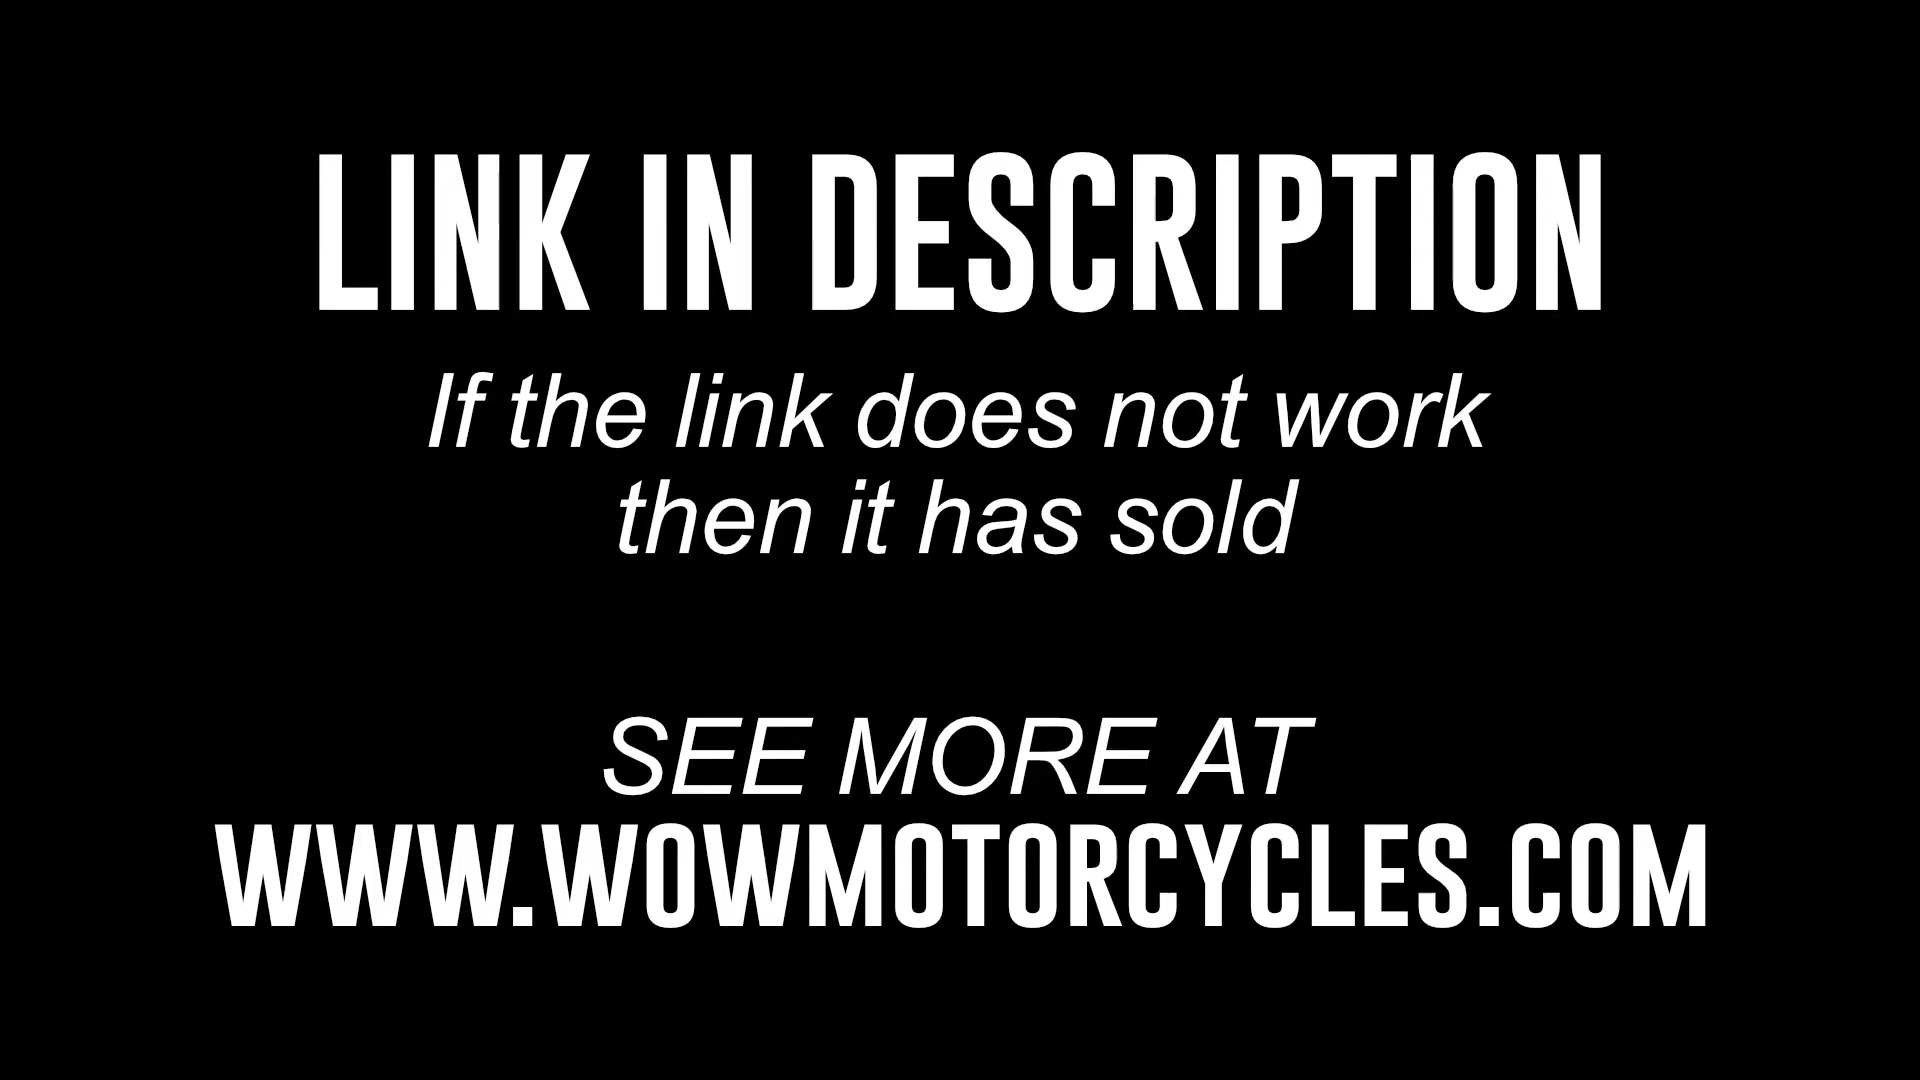 LINK IN DESCRIPTION
If the link does not work
then it has sold
SEE MORE AT
WWW.WOWMOTORCYCLES.COM